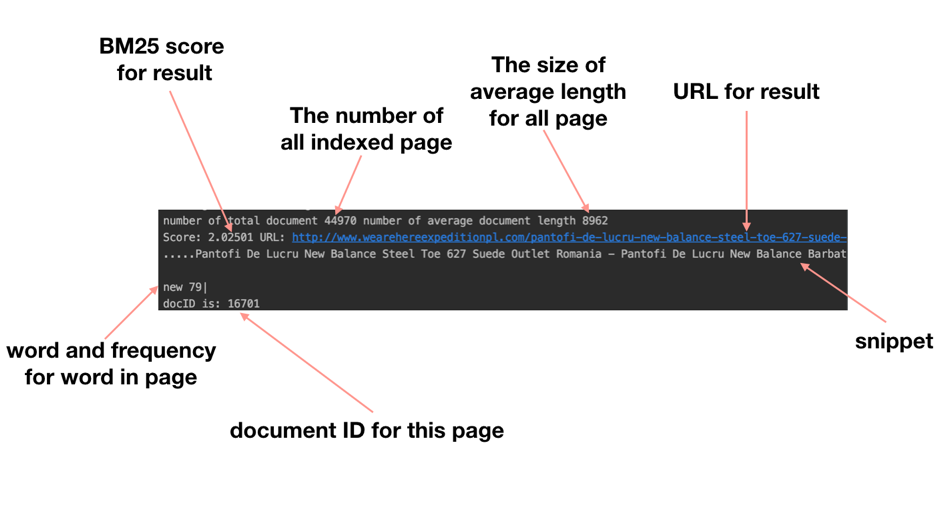 BM25 score
for result
The number of
all indexed page
The size of
average length
for all page
URL for result
number of total document 44970 number of average document length 8962
Score: 2.02501 URL: http://www.wearehereexpeditionpl.com/pantofi-de-lucru-new-balance-steel-toe-627-suede-
.....Pantofi De Lucru New Balance Steel Toe 627 Suede Outlet Romania - Pantofi De Lucru New Balance Barbat
new 79|
docID is: 16701
word and frequency
for word in page
snippet
document ID for this page